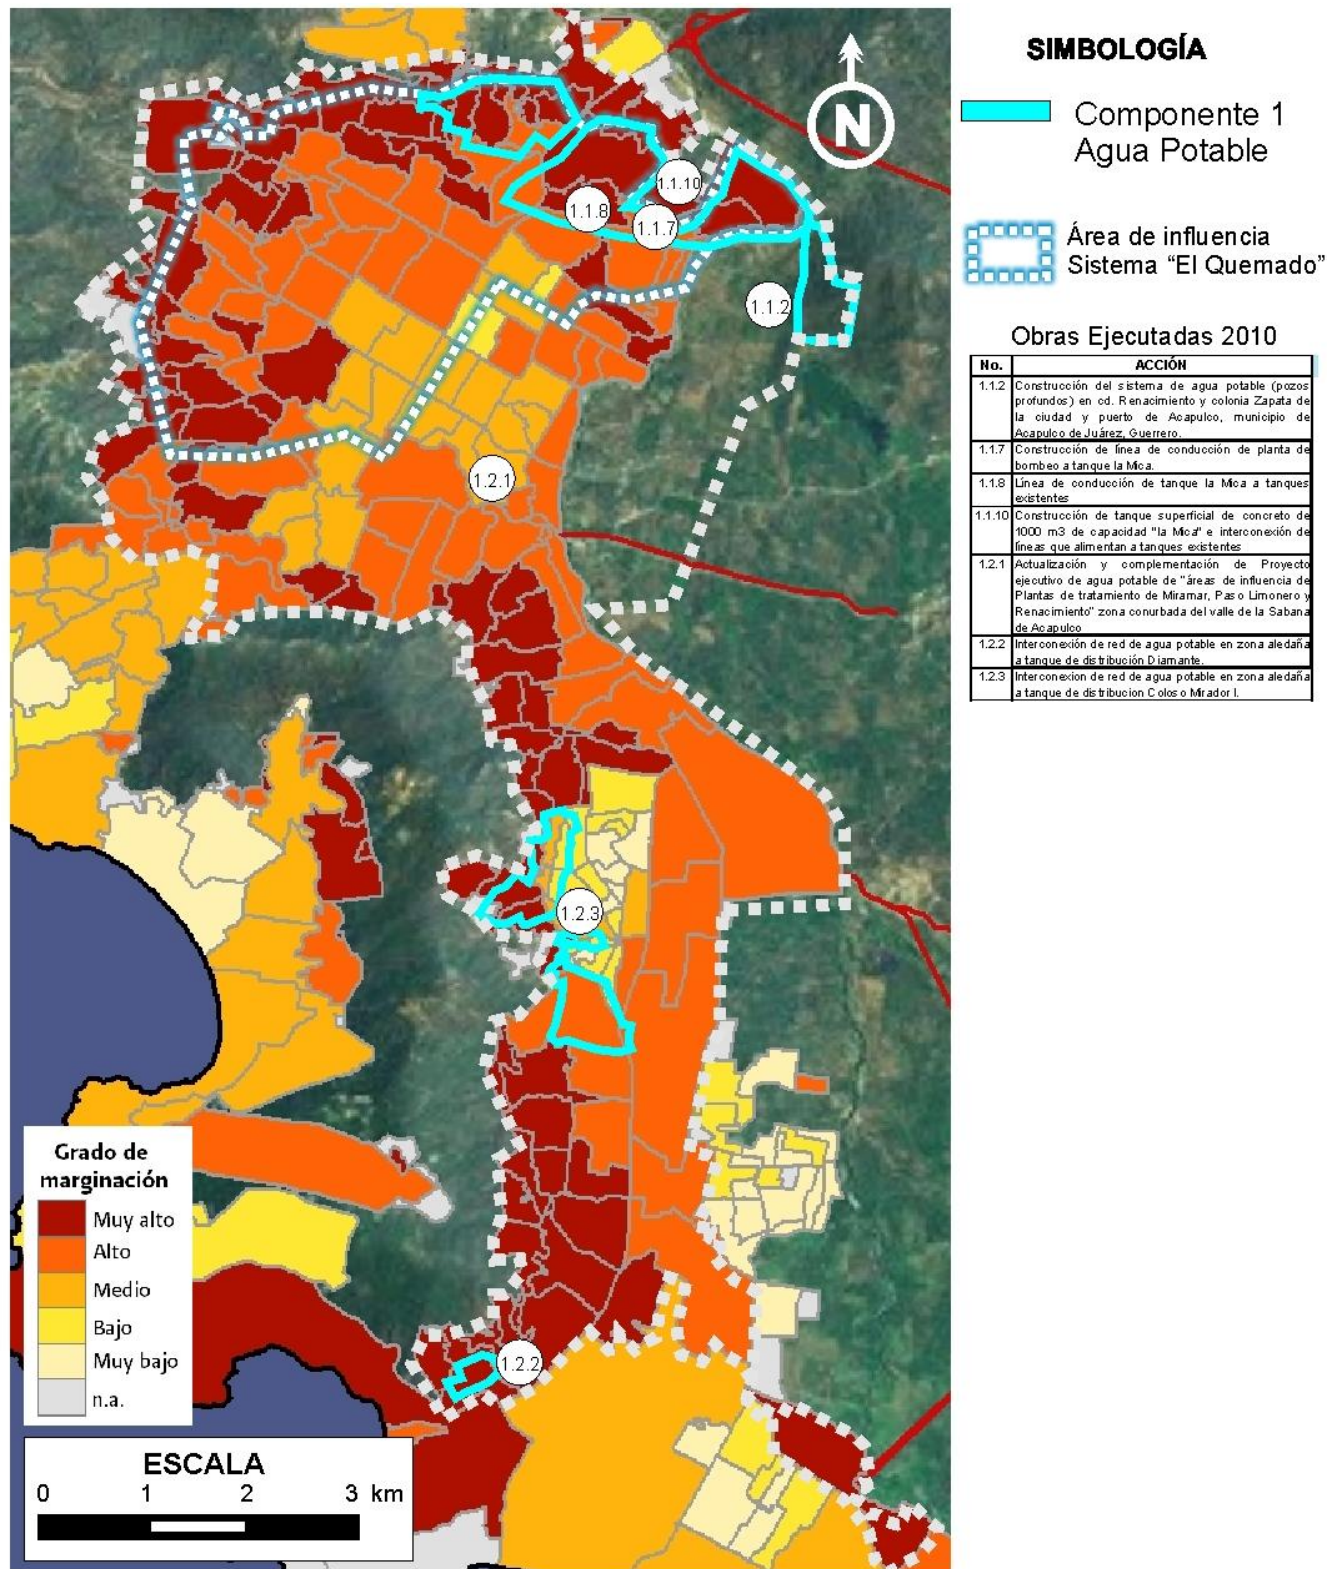 SIMBOLOGÍA
Componente 1
Agua Potable
Área de influencia
Sistema “El Quemado”
Obras Ejecutadas 2010
No. ACCIÓN
1.1.2 Construcción del sistema de agua potable (pozos
profundos) en cd. Renacimiento y colonia Zapata de
la ciudad y puerto de Acapulco, municipio de
Acapulco de Juárez, Guerrero.
1.1.7 Construcción de línea de conducción de planta de
bombeo a tanque la Mica.
1.1.8 Línea de conducción de tanque la Mica a tanques
existentes
1.1.10 Construcción de tanque superficial de concreto de
1000 m3 de capacidad "la Mica" e interconexión de
líneas que alimentan a tanques existentes
1.2.1 Actualización y complementación de Proyecto
ejecutivo de agua potable de "áreas de influencia de
Plantas de tratamiento de Miramar, Paso Limonero y
Renacimiento" zona conurbada del valle de la Sabana
de Acapulco
1.2.2 Interconexión de red de agua potable en zona aledaña
a tanque de distribución Diamante.
1.2.3 Interconexion de red de agua potable en zona aledaña
a tanque de distribucion Coloso Mirador I.
N
1.1.10
1.1.8
1.1.7
1.1.2
1.2.1
1.2.3
1.2.2
Grado de
marginación
Muy alto
Alto
Medio
Bajo
Muy bajo
n.a.
ESCALA
0 1 2 3 km